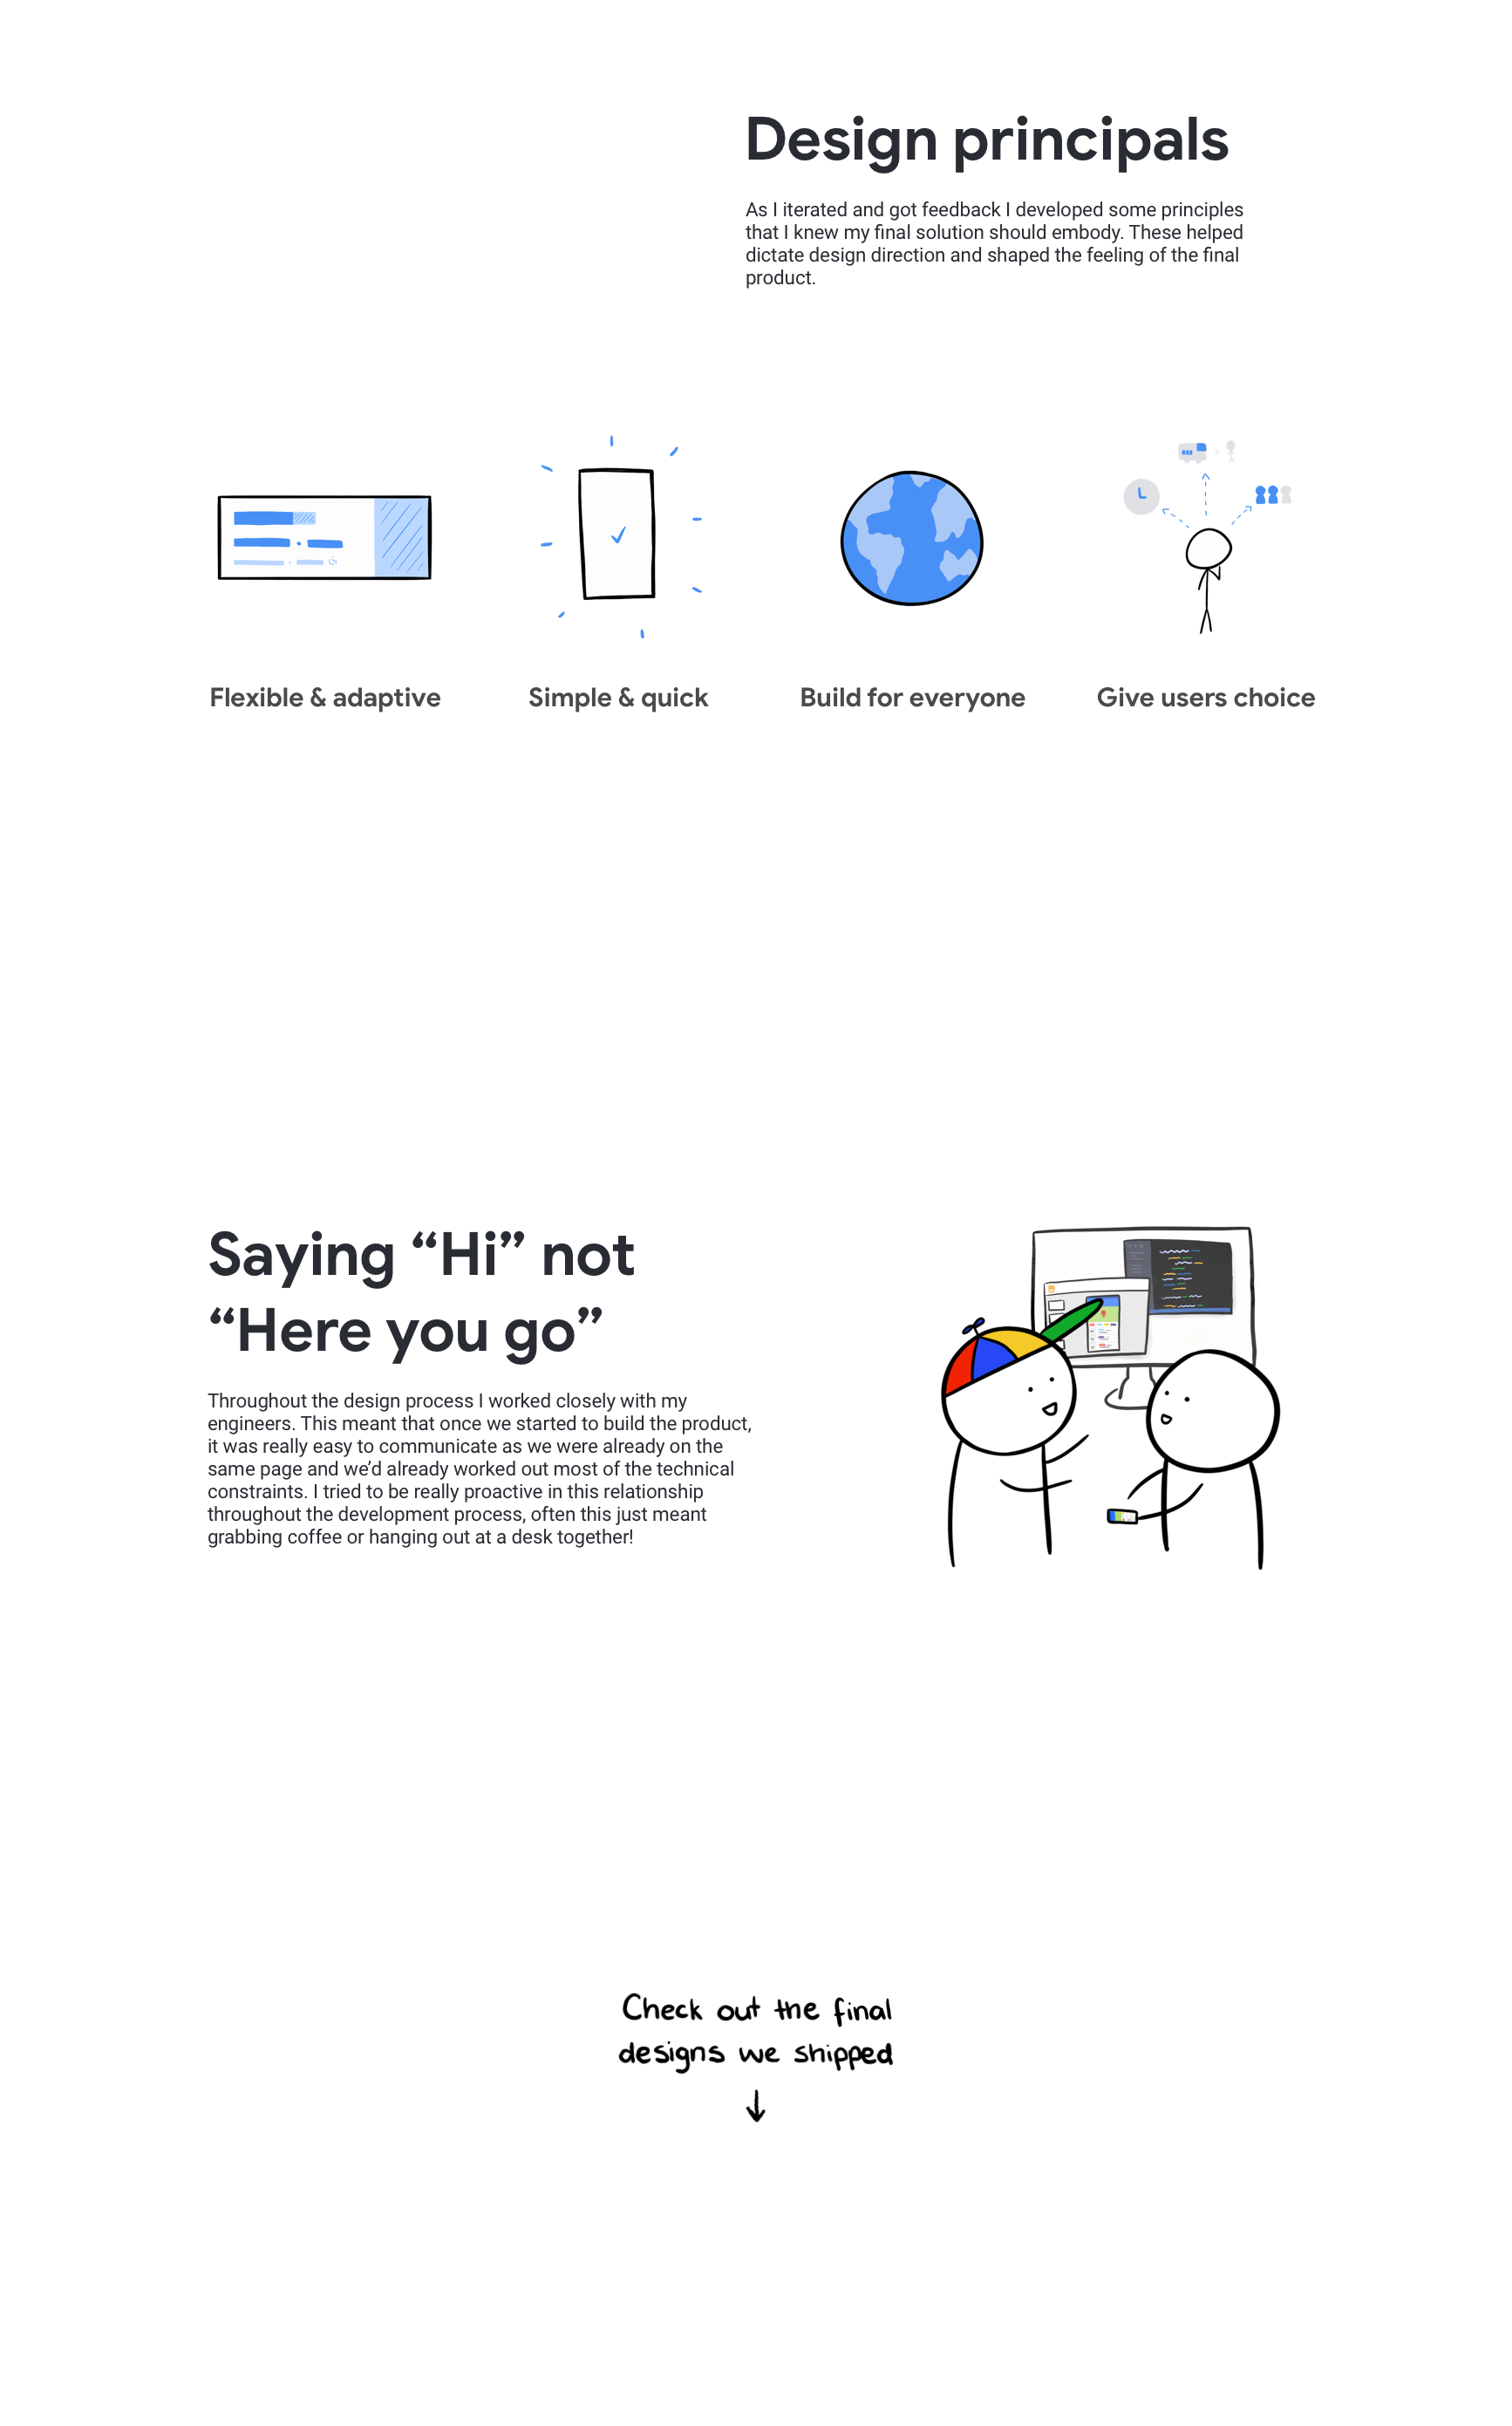 Design principals
As I iterated and got feedback I developed some principles
that I knew my final solution should embody. These helped
dictate design direction and shaped the feeling of the final
product.
Flexible & adaptive
Simple & quick
Build for everyone
Give users choice
Saying “Hi” not
“Here you go”
Throughout the design process I worked closely with my
engineers. This meant that once we started to build the product,
it was really easy to communicate as we were already on the
same page and we’d already worked out most of the technical
constraints. I tried to be really proactive in this relationship
throughout the development process, often this just meant
grabbing coffee or hanging out at a desk together!
Check out the final
designs we shipped